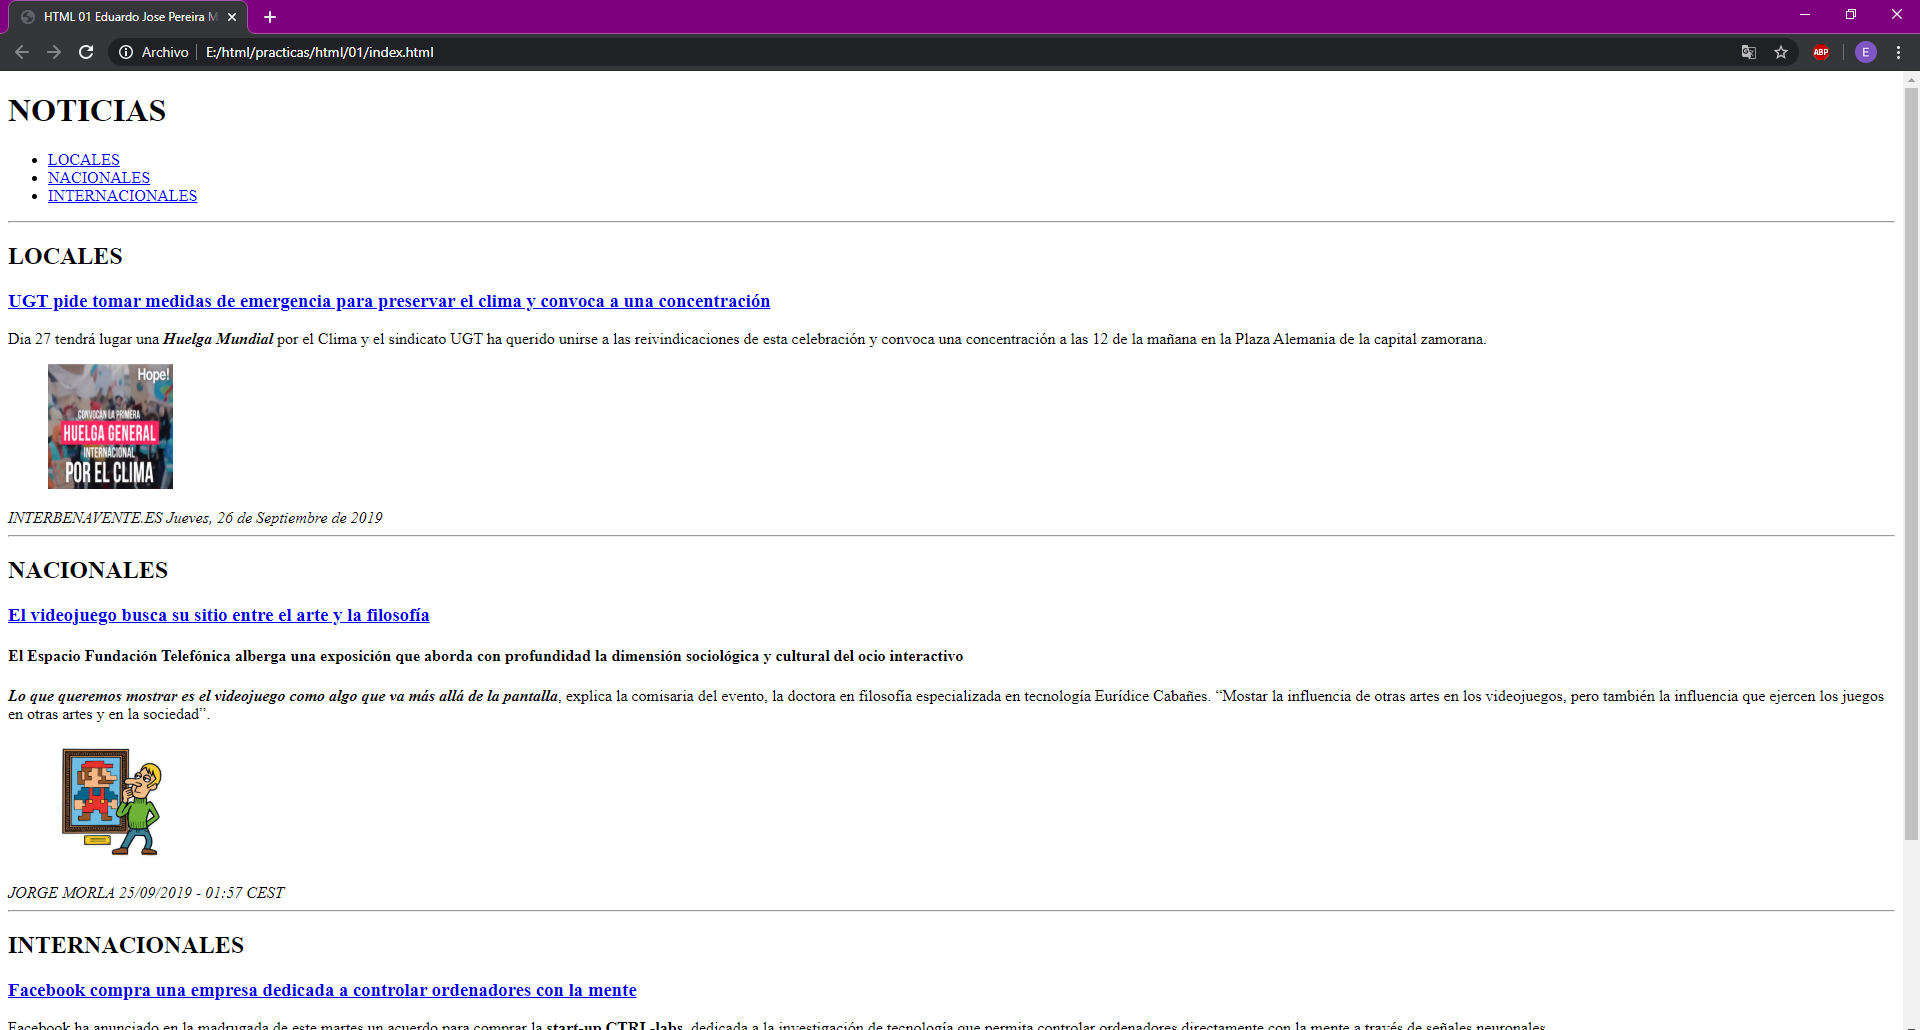 HTML 01 Eduardo Jose Pereira M
Archivo E:/html/practicas/html/01/index.html
ABP
E
NOTICIAS
LOCALES
NACIONALES
INTERNACIONALES
LOCALES
UGT pide tomar medidas de emergencia para preservar el clima y convoca a una concentración
Dia 27 tendrá lugar una Huelga Mundial por el Clima y el sindicato UGT ha querido unirse a las reivindicaciones de esta celebración y convoca una concentración a las 12 de la mañana en la Plaza Alemania de la capital zamorana.
Hope!
CONVOCAN LA PRIMERA
HUELGA GENERAL
INTERNACIONAL
POR EL CLIMA
INTERBENAVENTE.ES Jueves, 26 de Septiembre de 2019
NACIONALES
El videojuego busca su sitio entre el arte y la filosofía
El Espacio Fundación Telefónica alberga una exposición que aborda con profundidad la dimensión sociológica y cultural del ocio interactivo
Lo que queremos mostrar es el videojuego como algo que va más allá de la pantalla, explica la comisaria del evento, la doctora en filosofía especializada en tecnología Eurídice Cabañes. “Mostar la influencia de otras artes en los videojuegos, pero también la influencia que ejercen los juegos
en otras artes y en la sociedad”.
JORGE MORLA 25/09/2019 - 01:57 CEST
INTERNACIONALES
Facebook compra una empresa dedicada a controlar ordenadores con la mente
Facebook ha anunciado en la madrugada de este martes un acuerdo para comprar la start-up CTRL-labs, dedicada a la investigación de tecnología que permita controlar ordenadores directamente con la mente a través de señales neuronales.